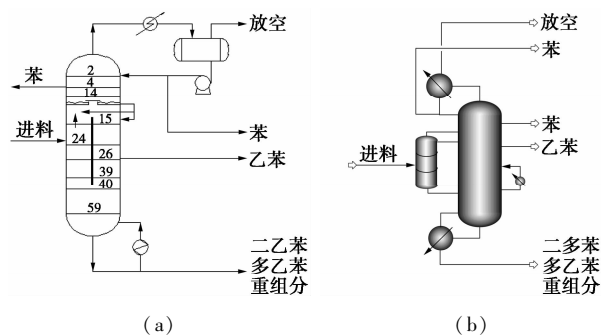 放空
2
苯
4
14
15
进料
24
苯
26
乙苯
39
40
59
二乙苯
多乙苯
重组分
(a)
放空
苯
苯
乙苯
进料
二多苯
多乙苯
重组分
(b)